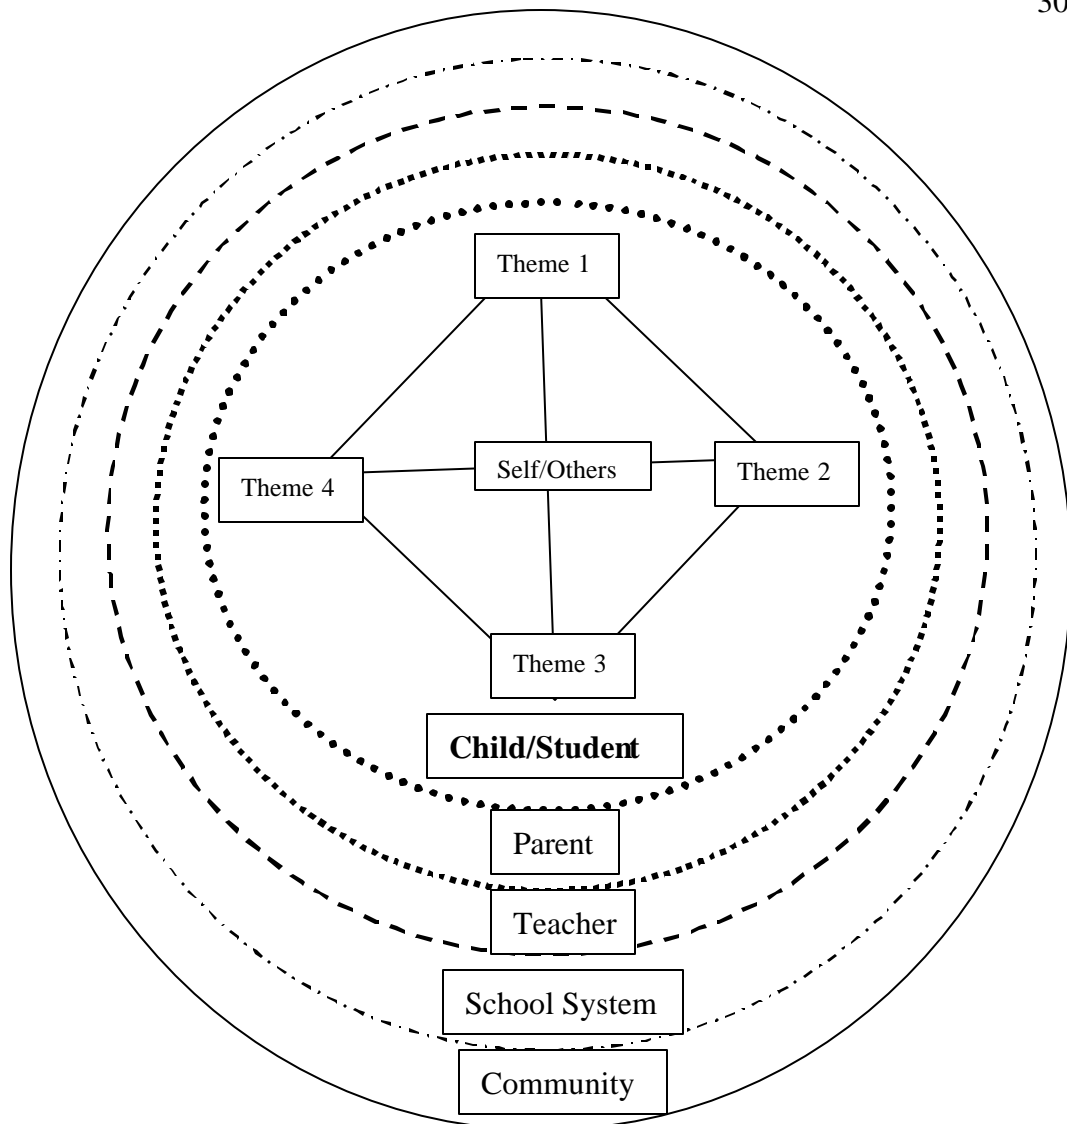 30
Theme 1
Self/Others
Theme 2
Theme 4
Theme 3
Child/Student
Parent
Teacher
School System
Community